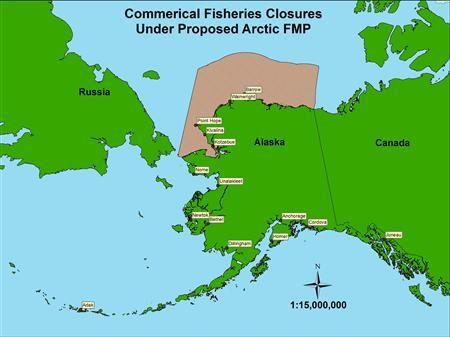 Commerical Fisheries Closures
Under Proposed Arctic FMP
Russia
Barrow
Wainwright
Point Hope
Kivalina
Kotzebue
Alaska
Canada
Nome
Unalakleet
Newtok
Bethel
Anchorage
Cordova
Dillingham
Homer
Juneau
N
Adak
1:15,000,000